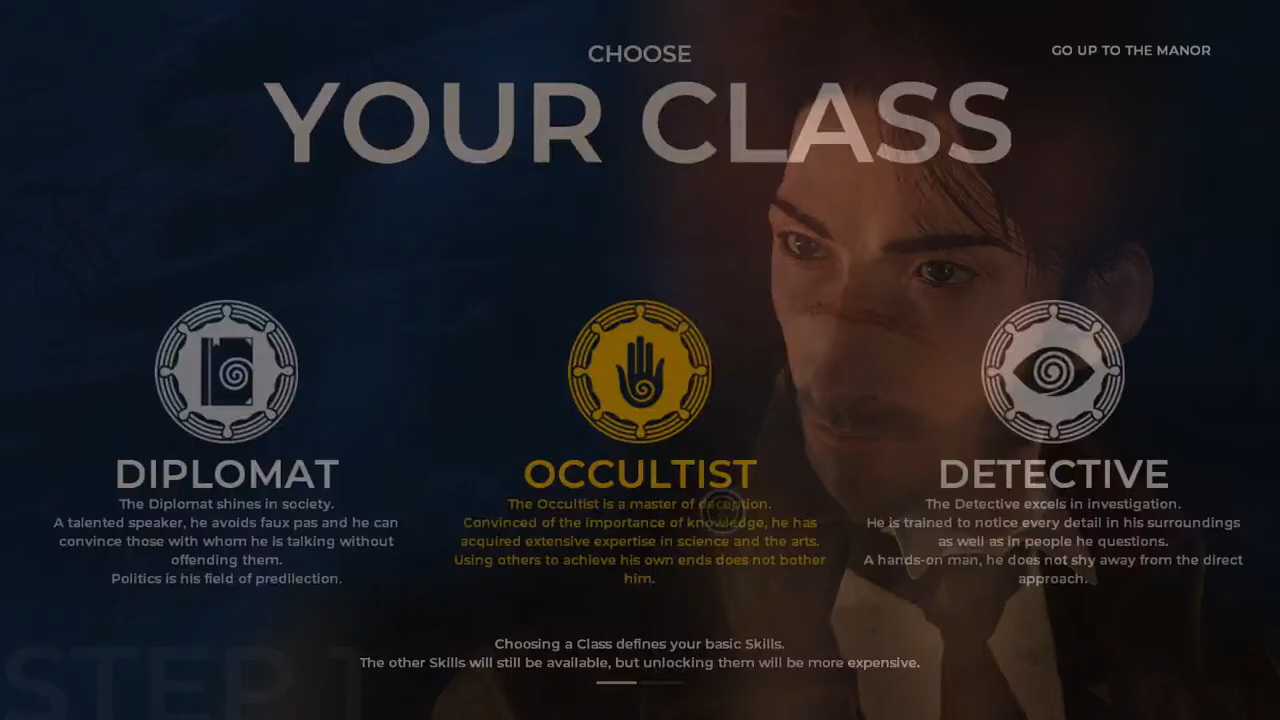 CHOOSE
GO UP TO THE MANOR
YOUR CLASS
DIPLOMAT
The Diplomat shines in society.
A talented speaker, he avoids faux pas and he can
convince those with whom he is talking without
offending them.
Politics is his field of predilection.
OCCULTIST
The Occultist is a master of deception.
Convinced of the importance of knowledge, he has
acquired extensive expertise in science and the arts.
Using others to achieve his own ends does not bother
him.
DETECTIVE
The Detective excels in investigation.
He is trained to notice every detail in his surroundings
as well as in people he questions.
A hands-on man, he does not shy away from the direct
approach.
Choosing a Class defines your basic Skills.
The other Skills will still be available, but unlocking them will be more expensive.
STEP 1